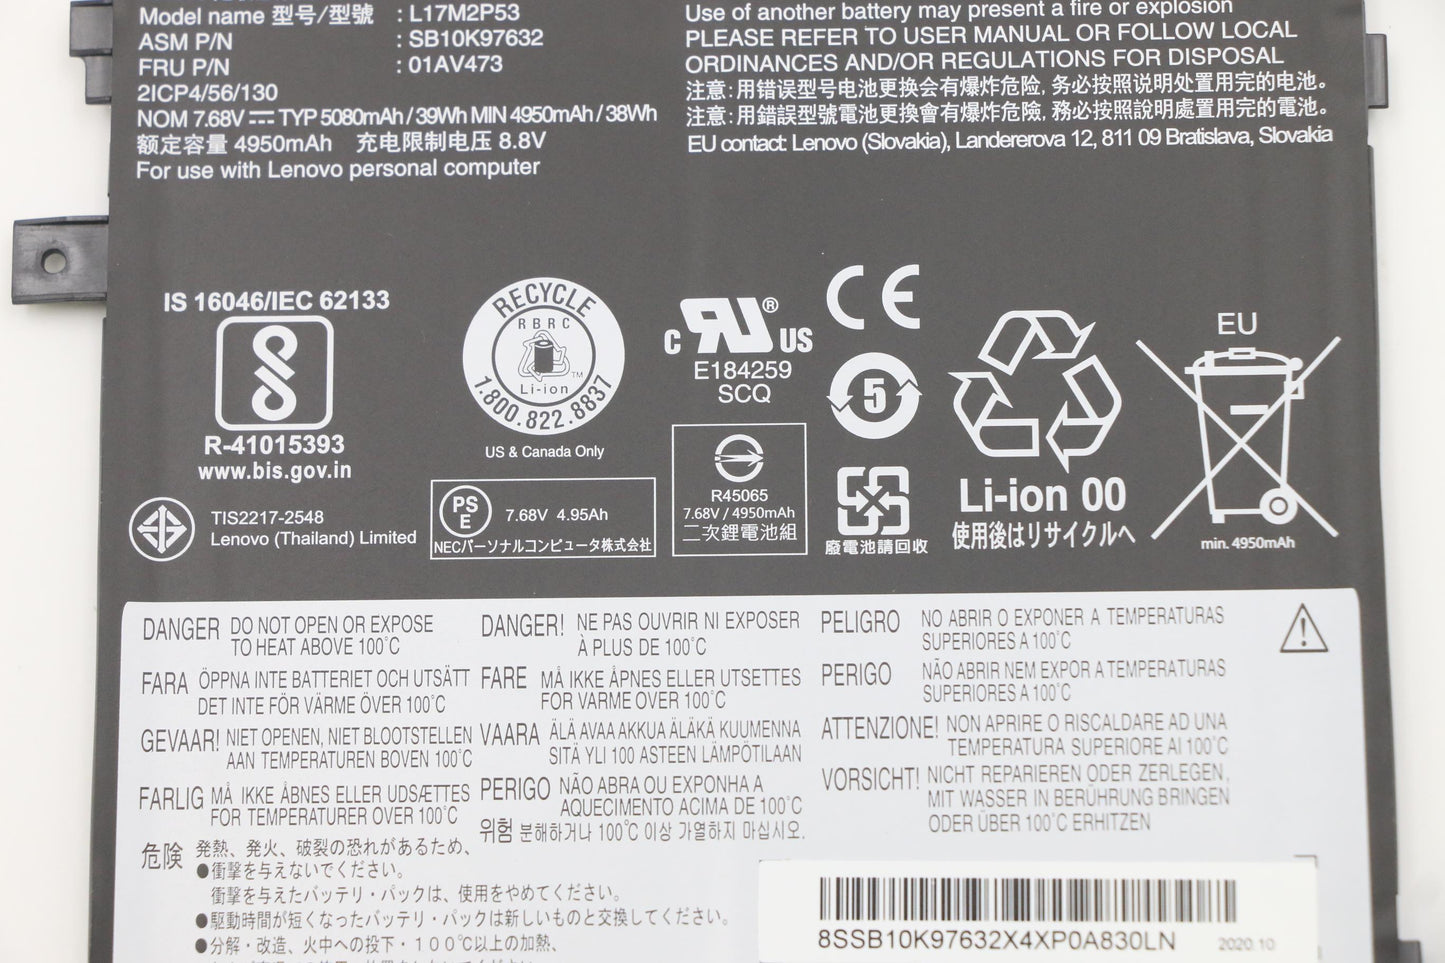 Model name 型号/型號 : L17M2P53
ASM P/N : SB10K97632
FRU P/N : 01AV473
2ICP4/56/130
NOM 7.68V TYP 5080mAh / 39Wh MIN 4950mAh / 38Wh
额定容量 4950mAh 充电限制电压 8.8V
For use with Lenovo personal computer
Use of another battery may present a fire or explosion
PLEASE REFER TO USER MANUAL OR FOLLOW LOCAL
ORDINANCES AND/OR REGULATIONS FOR DISPOSAL
注意：用错误型号电池更换会有爆炸危险, 务必按照说明处置用完的电池。
注意：用錯誤型號電池更換會有爆炸危險, 務必按照說明處置用完的電池。
EU contact: Lenovo (Slovakia), Landererova 12, 811 09 Bratislava, Slovakia
IS 16046/IEC 62133
R-41015393
www.bis.gov.in
RECYCLE
RBRC
TM
Li-ion
1.800.822.8837
US & Canada Only
c RU ® US
E184259
SCQ
CE
5
EU
R45065
7.68V / 4950mAh
二次鋰電池組
廢電池請回收
Li-ion 00
使用後はリサイクルへ
min. 4950mAh
TIS2217-2548
Lenovo (Thailand) Limited
PS
E
7.68V 4.95Ah
NECパーソナルコンピュータ株式会社
DANGER DO NOT OPEN OR EXPOSE
TO HEAT ABOVE 100°C
FARA ÖPPNA INTE BATTERIET OCH UTSÄTT
DET INTE FÖR VÄRME ÖVER 100°C
GEVAAR! NIET OPENEN, NIET BLOOTSTELLEN
AAN TEMPERATUREN BOVEN 100°C
FARLIG MÅ IKKE ÅBNES ELLER UDSÆTTES
FOR TEMPERATURER OVER 100°C
DANGER! NE PAS OUVRIR NI EXPOSER
À PLUS DE 100°C
FARE MÅ IKKE ÅPNES ELLER UTSETTES
FOR VARME OVER 100°C
VAARA ÄLÄ AVAA AKKUA ÄLÄKÄ KUUMENNA
SITÄ YLI 100 ASTEEN LÄMPÖTILAAN
PERIGO NÃO ABRA OU EXPONHA A
AQUECIMENTO ACIMA DE 100°C
위험 분해하거나 100°C 이상 가열하지 마십시오.
PELIGRO NO ABRIR O EXPONER A TEMPERATURAS
SUPERIORES A 100°C
PERIGO NÃO ABRIR NEM EXPOR A TEMPERATURAS
SUPERIORES A 100°C
ATTENZIONE! NON APRIRE O RISCALDARE AD UNA
TEMPERATURA SUPERIORE AI 100°C
VORSICHT! NICHT REPARIEREN ODER ZERLEGEN,
MIT WASSER IN BERÜHRUNG BRINGEN
ODER ÜBER 100°C ERHITZEN
危険 発熱、発火、破裂の恐れがあるため、
●衝撃を与えないでください。
衝撃を与えたバッテリ・パックは、使用をやめてください。
●駆動時間が短くなったバッテリ・パックは新しいものと交換してください。
●分解・改造、火中への投下・100℃以上の加熱、
8SSB10K97632X4XP0A830LN 2020.10